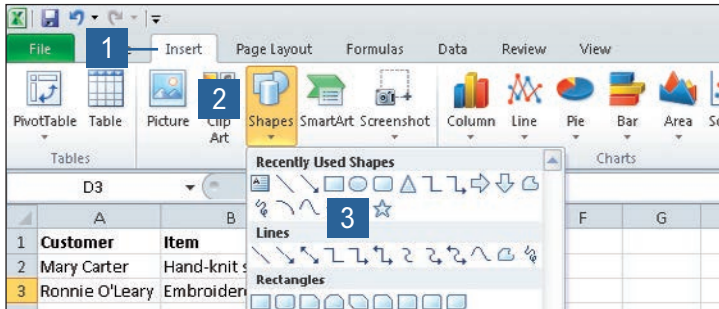 File Insert Page Layout Formulas Data Review View
1
2
3
PivotTable Table Picture Clip Art Shapes SmartArt Screenshot Column Line Pie Bar Area
Tables Charts
D3
Recently Used Shapes
Lines
Rectangles
A B F G
1 Customer Item
2 Mary Carter Hand-knit
3 Ronnie O'Leary